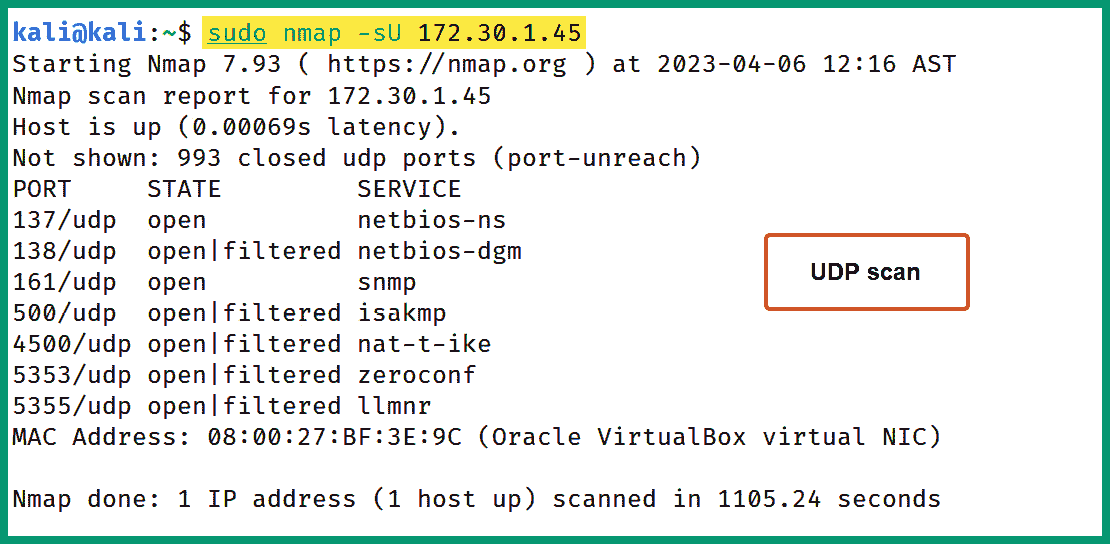 kali@kali:~$ sudo nmap -sU 172.30.1.45
Starting Nmap 7.93 ( https://nmap.org ) at 2023-04-06 12:16 AST
Nmap scan report for 172.30.1.45
Host is up (0.00069s latency).
Not shown: 993 closed udp ports (port-unreach)
PORT     STATE         SERVICE
137/udp  open          netbios-ns
138/udp  open|filtered netbios-dgm
161/udp  open          snmp
500/udp  open|filtered isakmp
4500/udp open|filtered nat-t-ike
5353/udp open|filtered zeroconf
5355/udp open|filtered llmnr
MAC Address: 08:00:27:BF:3E:9C (Oracle VirtualBox virtual NIC)
Nmap done: 1 IP address (1 host up) scanned in 1105.24 seconds
UDP scan